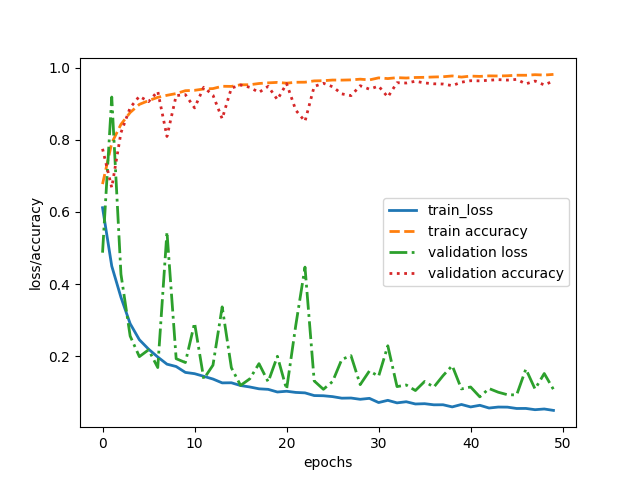 1.0
0.8
0.6
0.4
0.2
loss/accuracy
train_loss
train accuracy
validation loss
validation accuracy
0 10 20 30 40 50
epochs